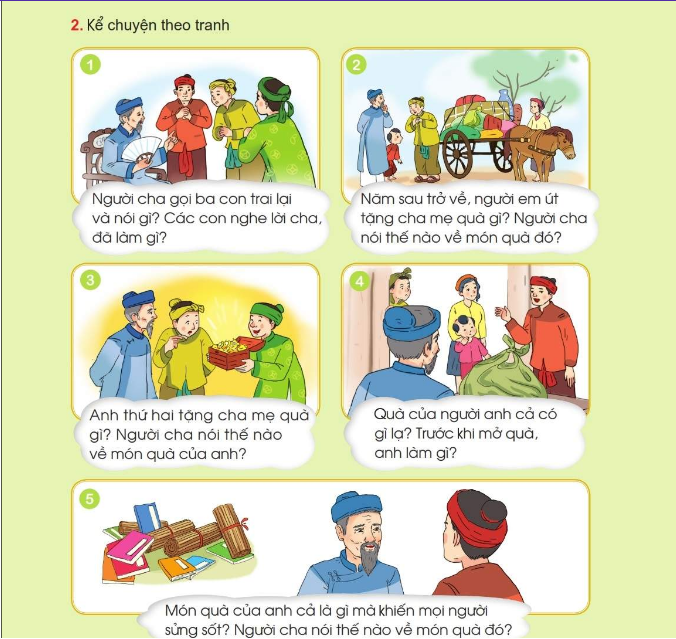 2. Kể chuyện theo tranh
1
Người cha gọi ba con trai lại
và nói gì? Các con nghe lời cha,
đã làm gì?
2
Năm sau trở về, người em út
tặng cha mẹ quà gì? Người cha
nói thế nào về món quà đó?
3
Anh thứ hai tặng cha mẹ quà
gì? Người cha nói thế nào
về món quà của anh?
4
Quà của người anh cả có
gì lạ? Trước khi mở quà,
anh làm gì?
5
Món quà của anh cả là gì mà khiến mọi người
sửng sốt? Người cha nói thế nào về món quà đó?